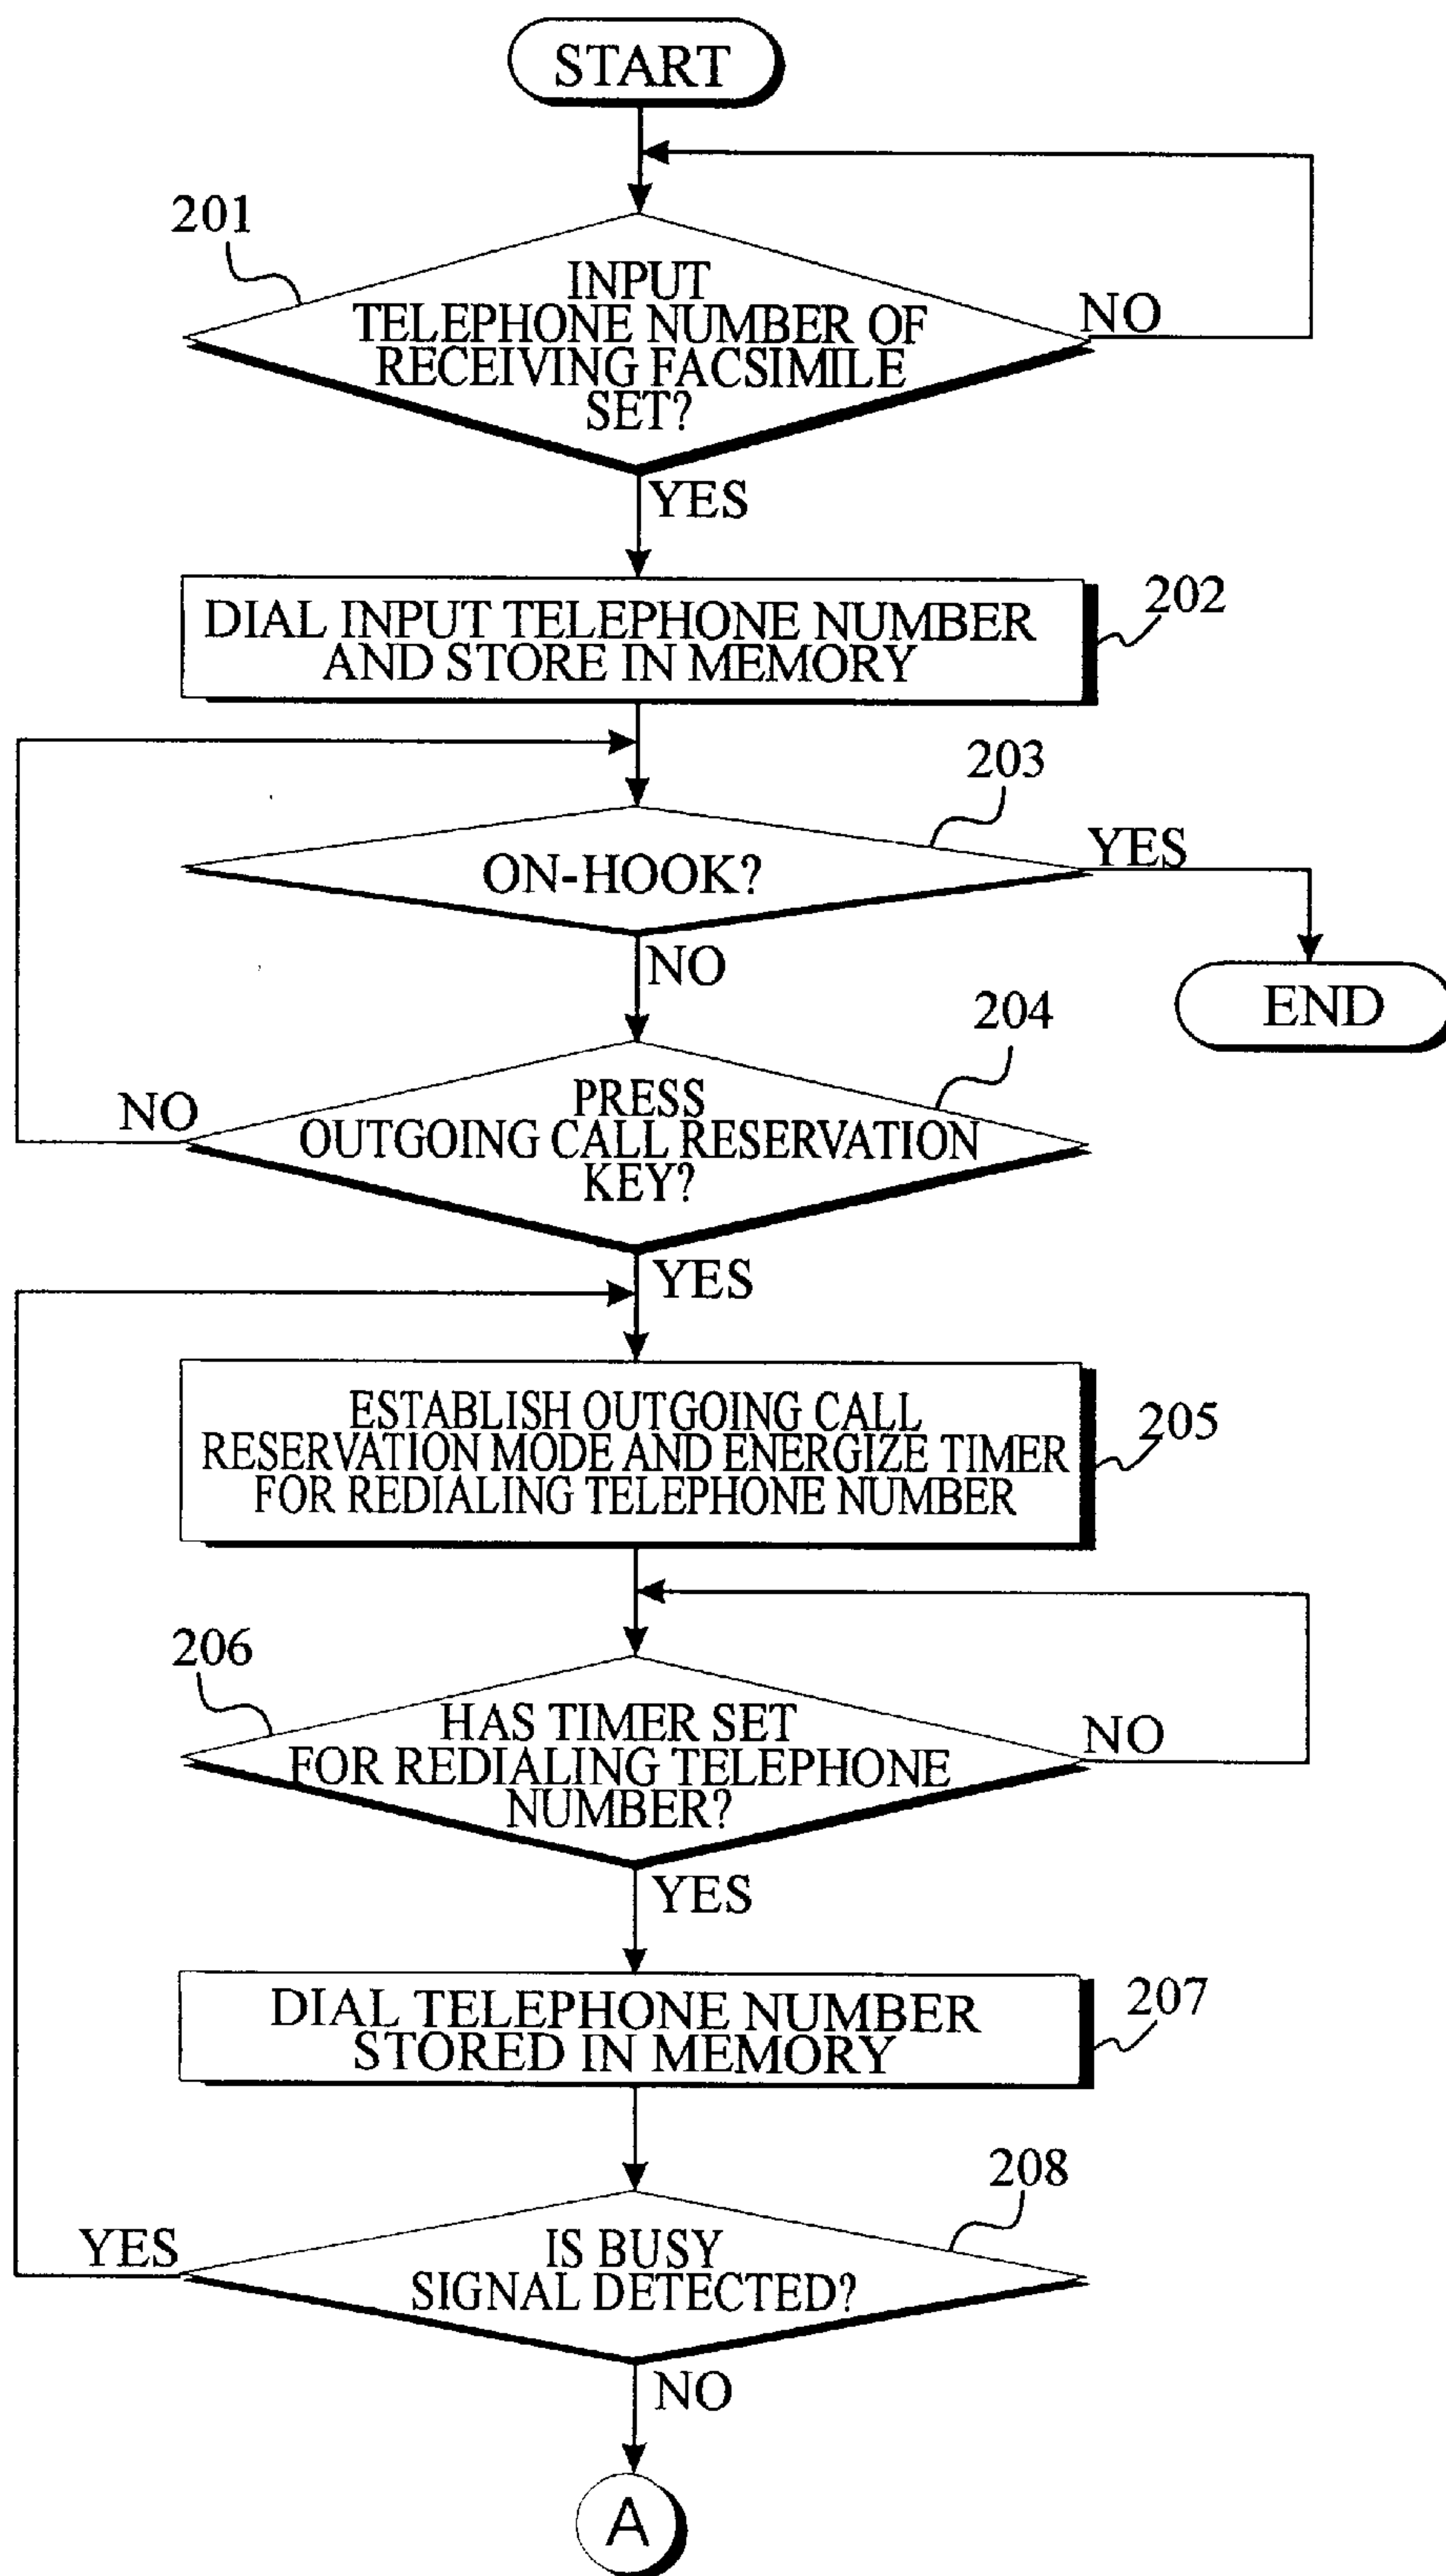 START
201
INPUT
TELEPHONE NUMBER OF
RECEIVING FACSIMILE
SET?
NO
YES
DIAL INPUT TELEPHONE NUMBER
AND STORE IN MEMORY
202
203
ON-HOOK?
YES
NO
END
204
PRESS
OUTGOING CALL RESERVATION
KEY?
NO
YES
ESTABLISH OUTGOING CALL
RESERVATION MODE AND ENERGIZE TIMER
FOR REDIALING TELEPHONE NUMBER
205
206
HAS TIMER SET
FOR REDIALING TELEPHONE
NUMBER?
NO
YES
DIAL TELEPHONE NUMBER
STORED IN MEMORY
207
208
IS BUSY
SIGNAL DETECTED?
YES
NO
A